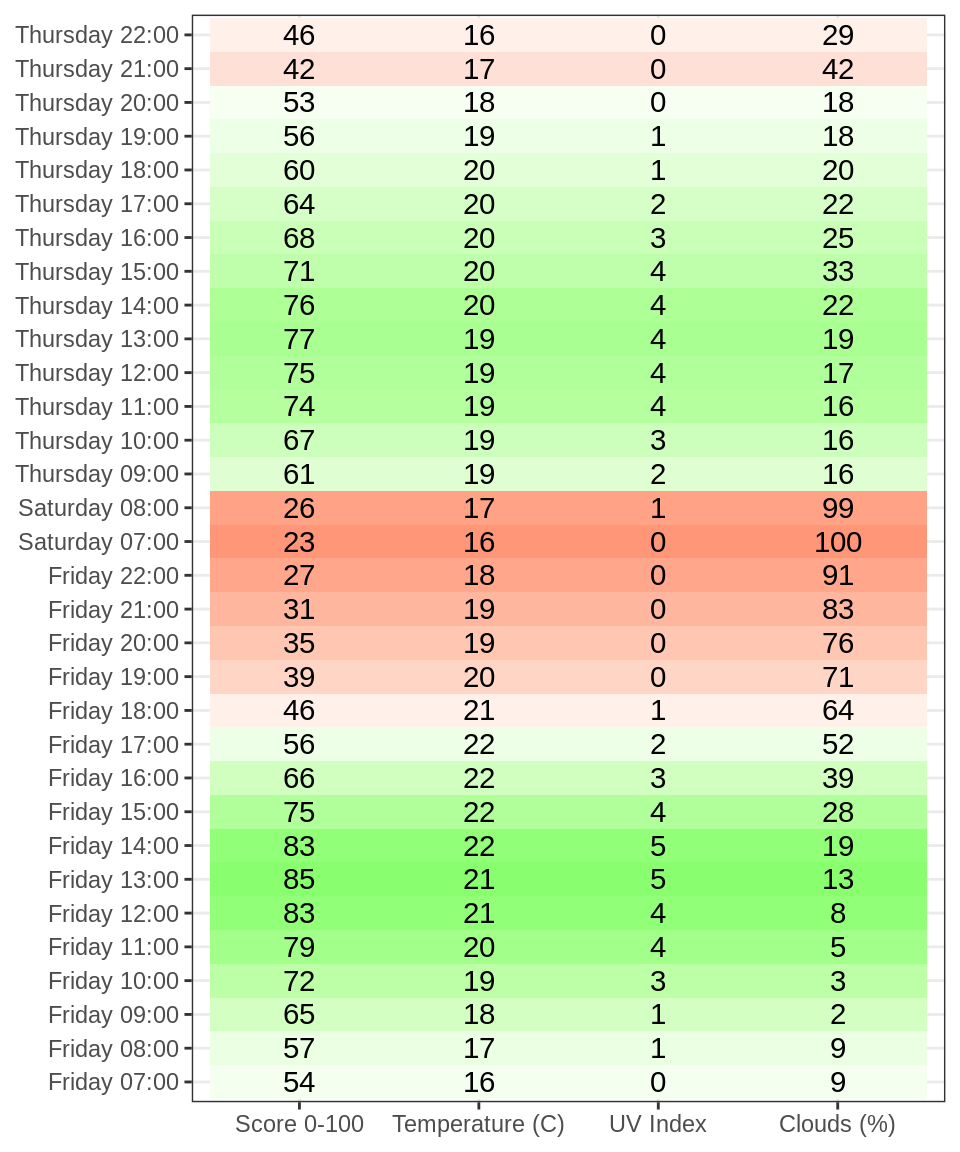 Thursday 22:00 46 16 0 29
Thursday 21:00 42 17 0 42
Thursday 20:00 53 18 0 18
Thursday 19:00 56 19 1 18
Thursday 18:00 60 20 1 20
Thursday 17:00 64 20 2 22
Thursday 16:00 68 20 3 25
Thursday 15:00 71 20 4 33
Thursday 14:00 76 20 4 22
Thursday 13:00 77 19 4 19
Thursday 12:00 75 19 4 17
Thursday 11:00 74 19 4 16
Thursday 10:00 67 19 3 16
Thursday 09:00 61 19 2 16
Saturday 08:00 26 17 1 99
Saturday 07:00 23 16 0 100
Friday 22:00 27 18 0 91
Friday 21:00 31 19 0 83
Friday 20:00 35 19 0 76
Friday 19:00 39 20 0 71
Friday 18:00 46 21 1 64
Friday 17:00 56 22 2 52
Friday 16:00 66 22 3 39
Friday 15:00 75 22 4 28
Friday 14:00 83 22 5 19
Friday 13:00 85 21 5 13
Friday 12:00 83 21 4 8
Friday 11:00 79 20 4 5
Friday 10:00 72 19 3 3
Friday 09:00 65 18 1 2
Friday 08:00 57 17 1 9
Friday 07:00 54 16 0 9
Score 0-100 Temperature (C) UV Index Clouds (%)